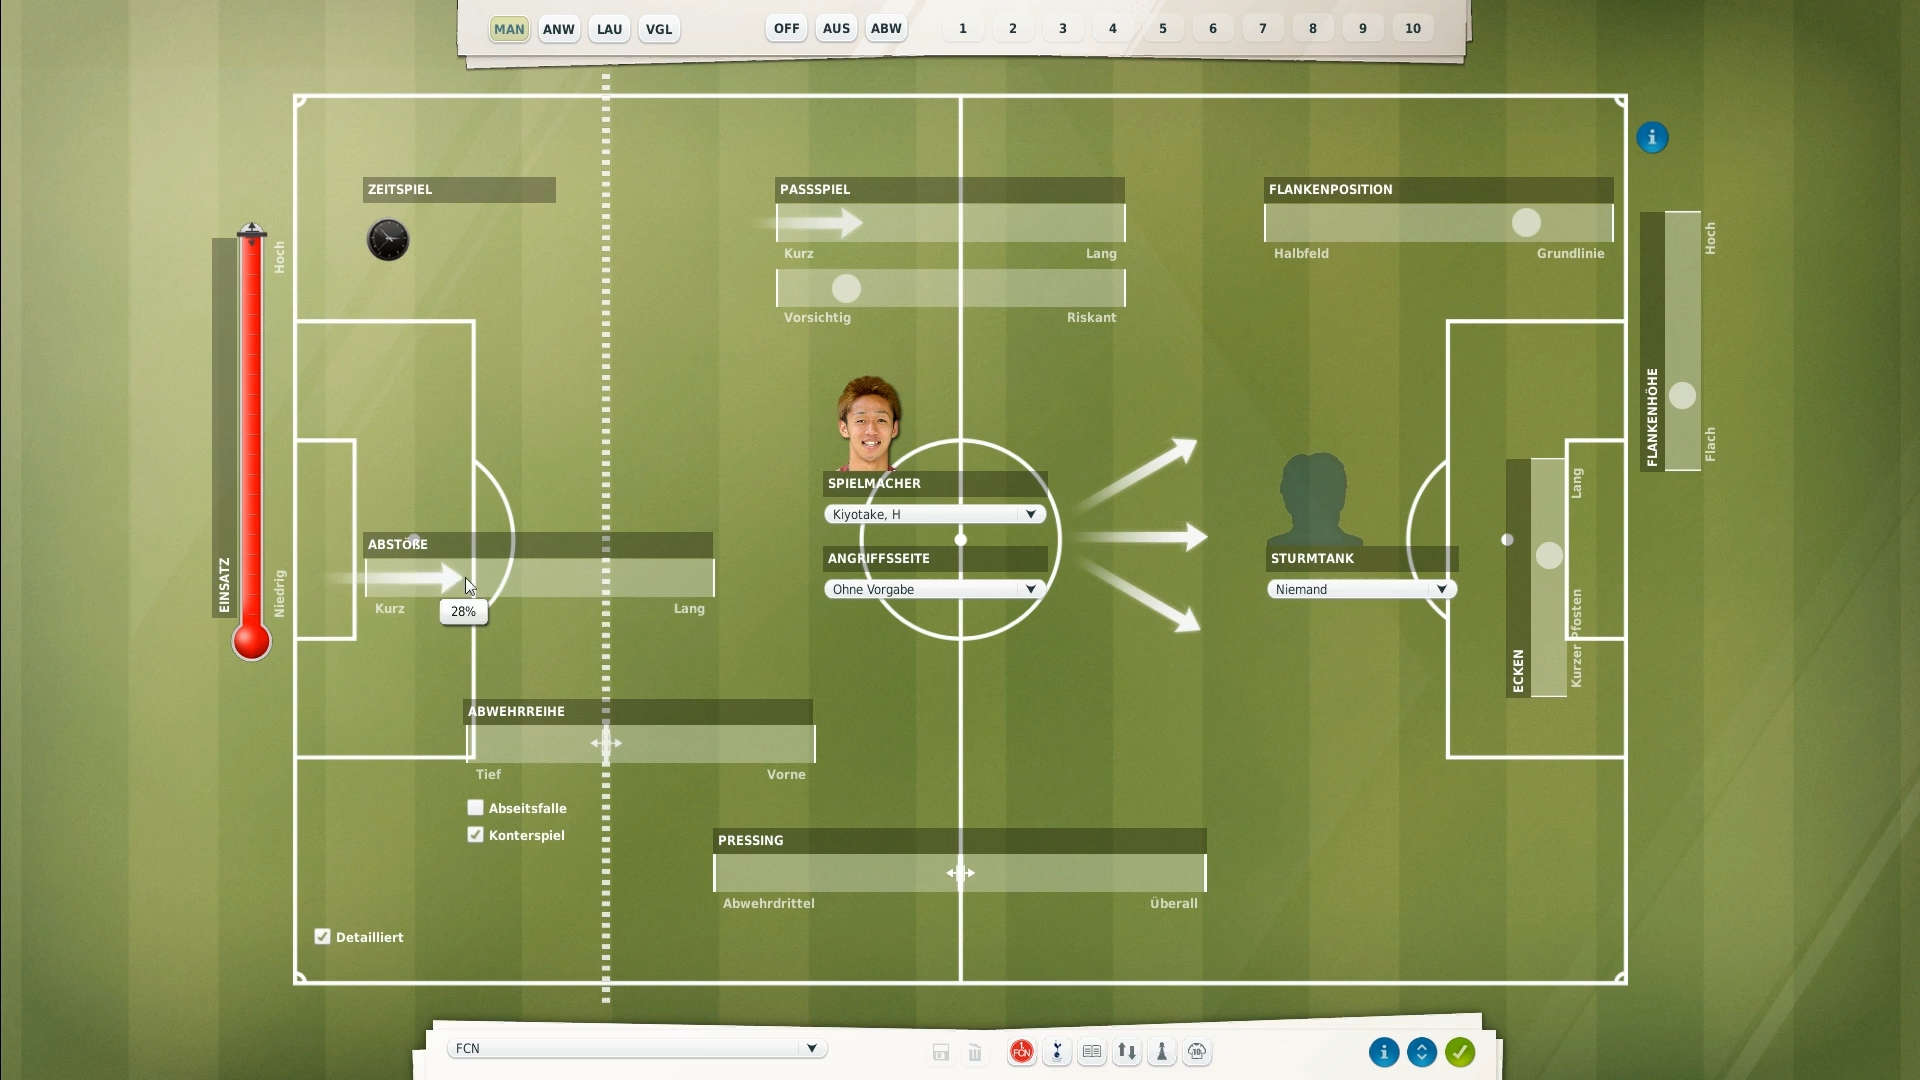 MAN ANW LAU VGL OFF AUS ABW 1 2 3 4 5 6 7 8 9 10
ZEITSPIEL
PASSSPIEL
Kurz Lang
Vorsichtig Riskant
FLANKENPOSITION
Halbfeld Grundlinie
EINSATZ
Hoch
Niedrig
FLANKENHÖHE
Hoch
Flach
SPIELMACHER
Kiyotake, H
ANGRIFFSSEITE
Ohne Vorgabe
STURMTANK
Niemand
ABSTÖßE
Kurz Lang
28%
ECKEN
Lang
Kurzer Pfosten
ABWEHRREIHE
Tief Vorne
Abseitsfalle
Konterspiel
PRESSING
Abwehrdrittel Überall
Detailliert
FCN
1.
FCN
10